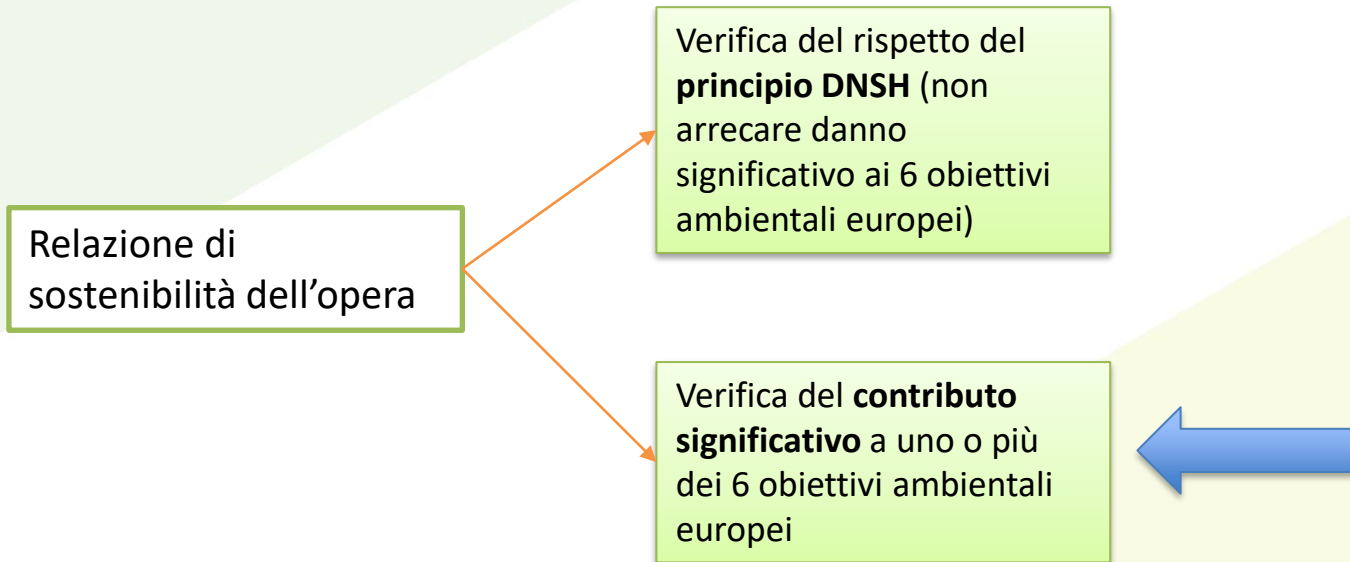 Verifica del rispetto del
principio DNSH (non
arrecare danno
significativo ai 6 obiettivi
ambientali europei)
Relazione di
sostenibilità dell’opera
Verifica del contributo
significativo a uno o più
dei 6 obiettivi ambientali
europei